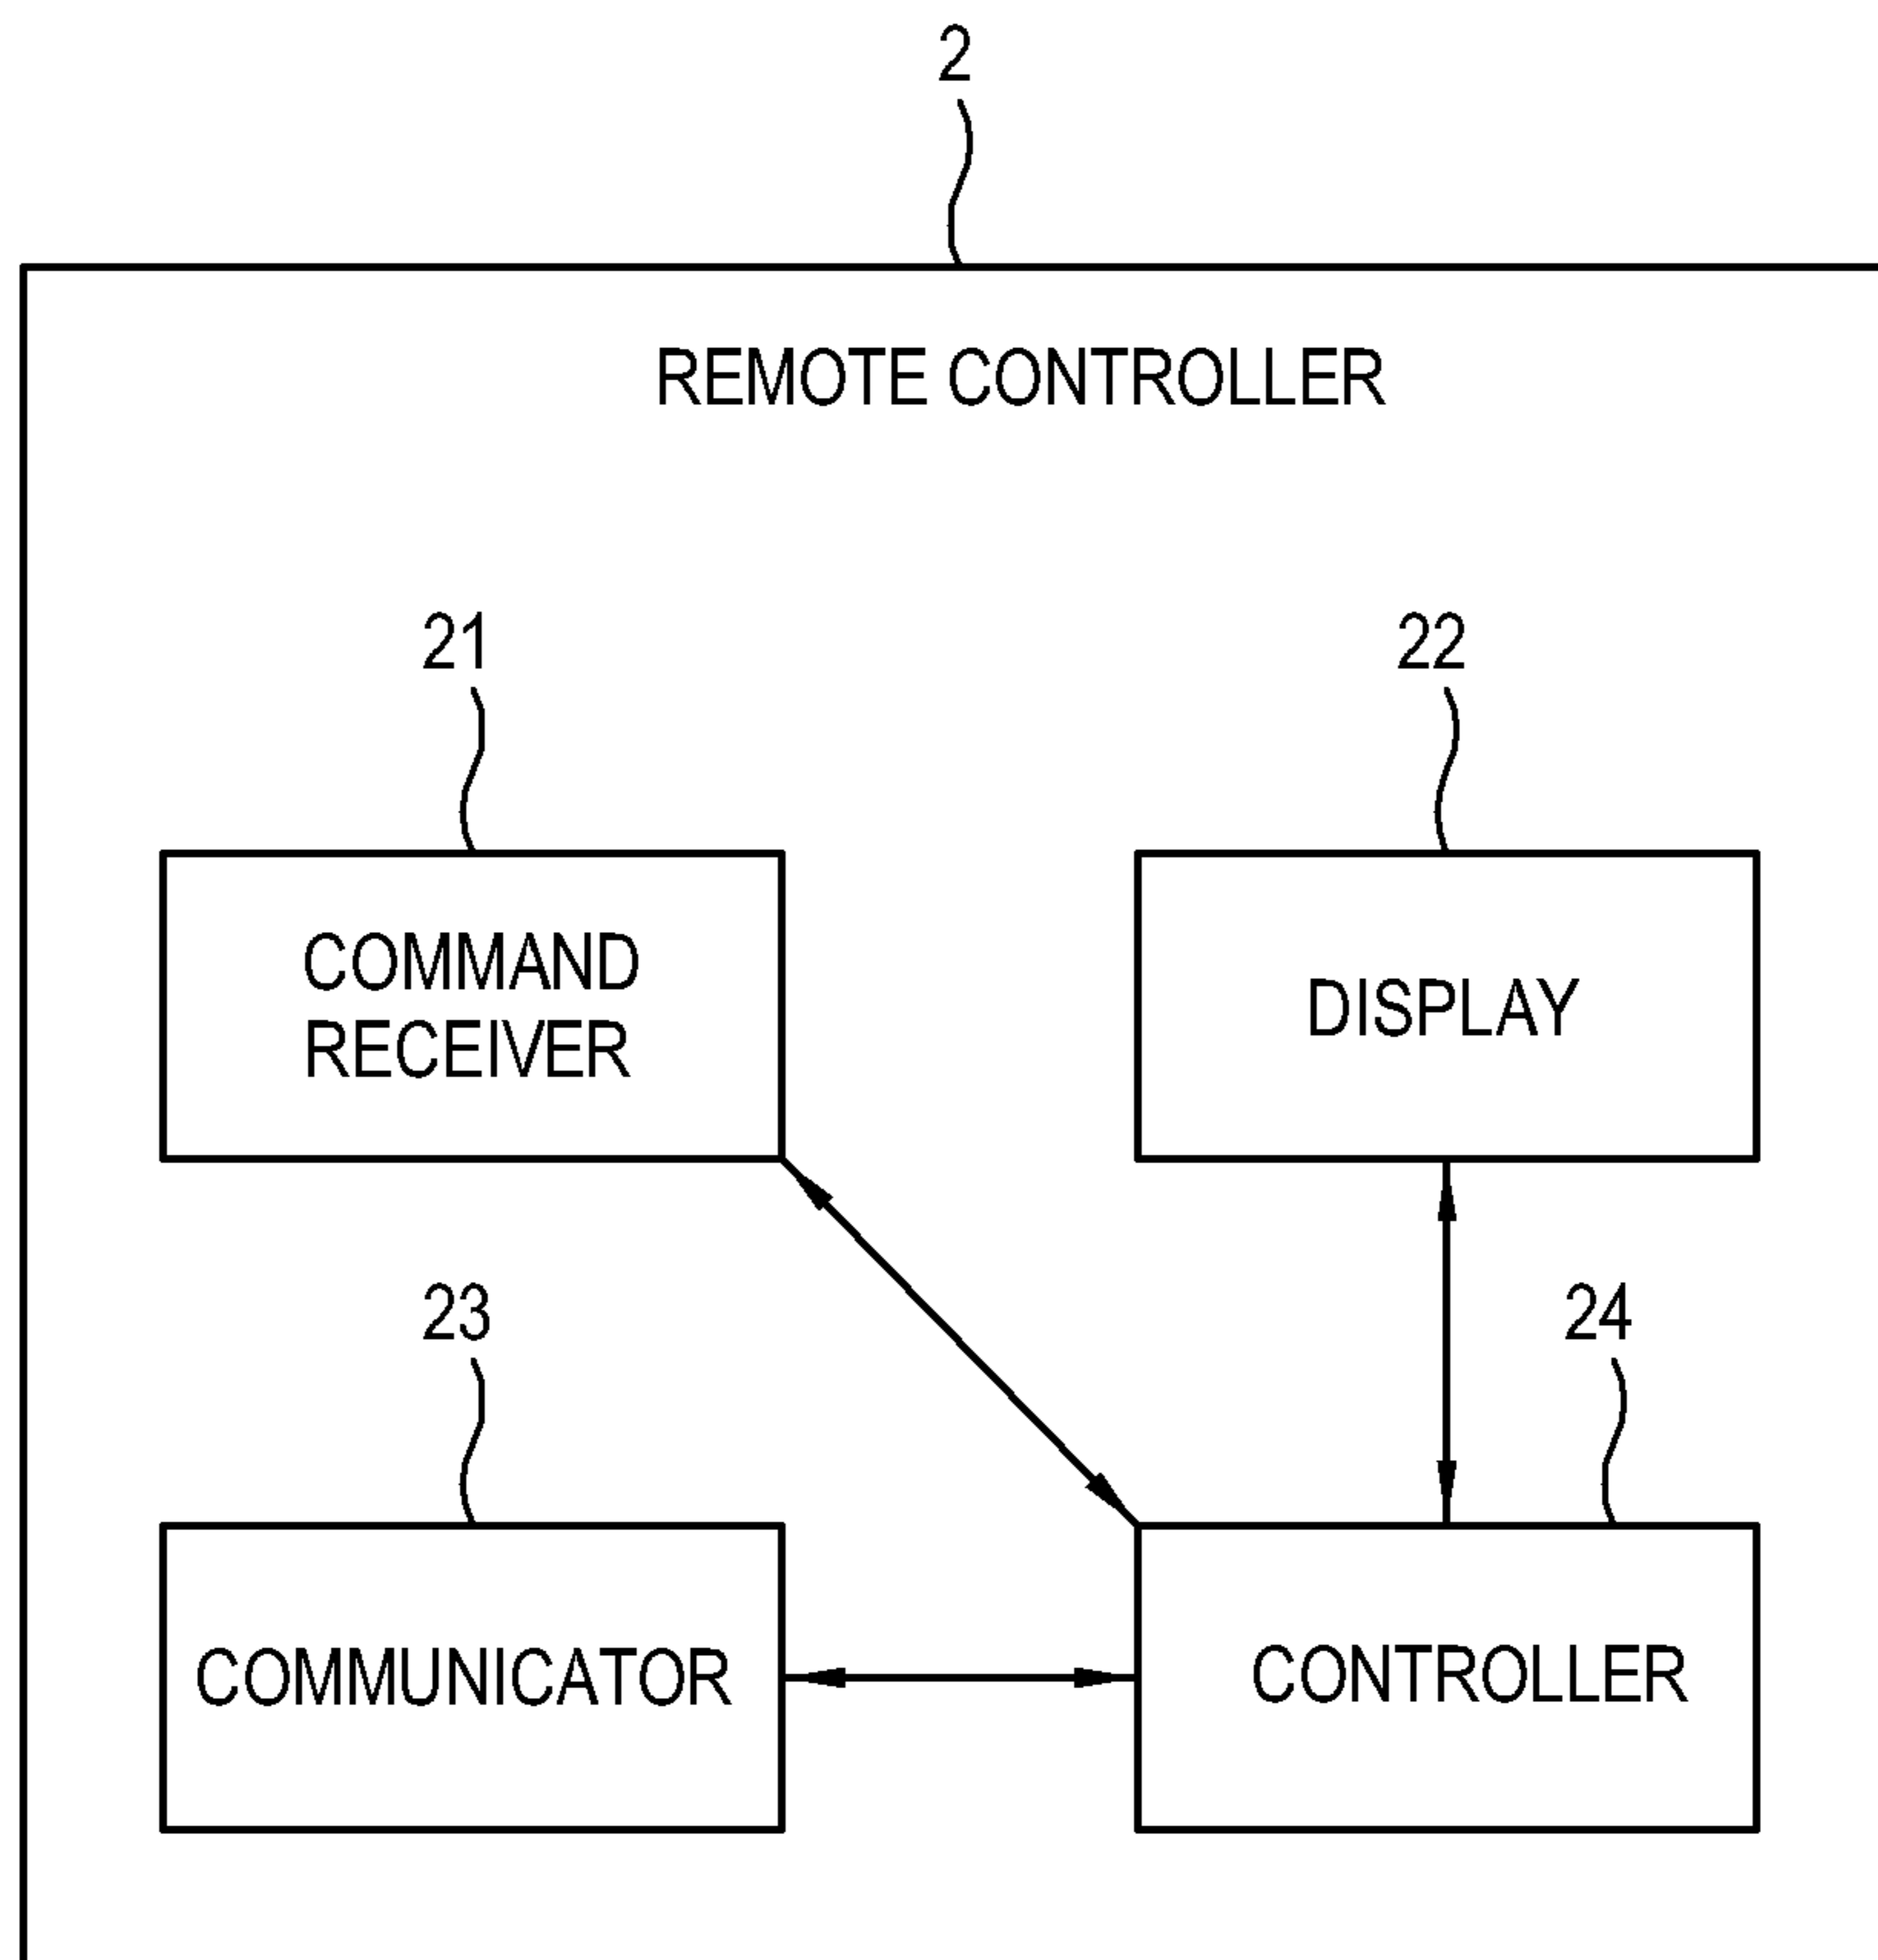 2
REMOTE CONTROLLER
21
22
COMMAND
RECEIVER
DISPLAY
23
24
COMMUNICATOR
CONTROLLER